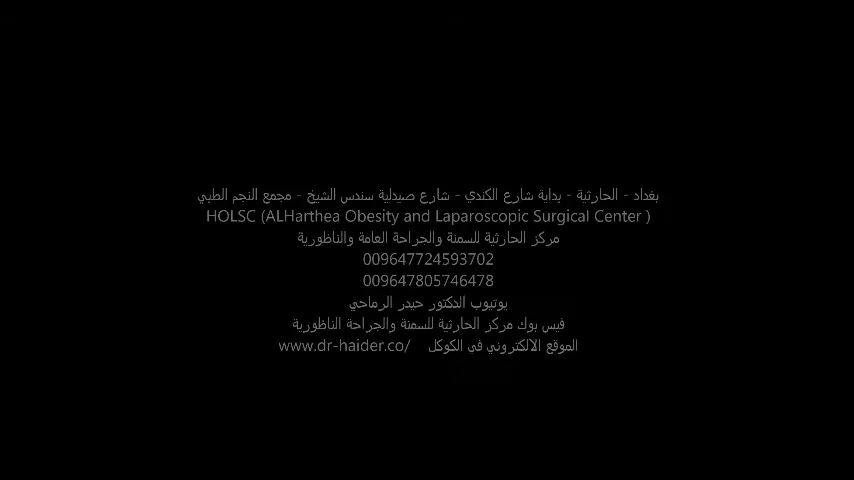 بغداد - الحارثية - بداية شارع الكندي - شارع صيدلية سندس الشيخ - مجمع النجم الطبي
HOLSC (ALHarthea Obesity and Laparoscopic Surgical Center )
مركز الحارثية للسمنة والجراحة العامة والناظورية
009647724593702
009647805746478
يوتيوب الدكتور حيدر الرماحي
فيس بوك مركز الحارثية للسمنة والجراحة الناظورية
الموقع الالكتروني في الكوكل www.dr-haider.co/